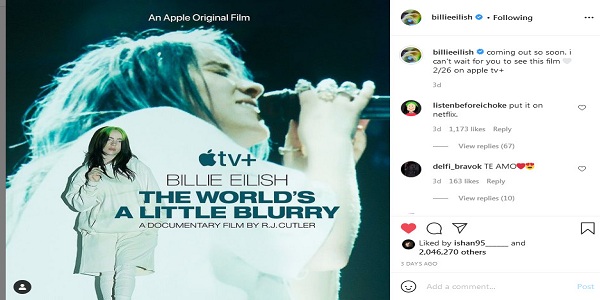 An Apple Original Film
tv+
BILLIE EILISH
THE WORLD'S
A LITTLE BLURRY
A DOCUMENTARY FILM BY R.J. CUTLER
billieeilish • Following
billieeilish coming out so soon. i
can't wait for you to see this film
2/26 on apple tv+
3d
listenbeforeichoke put it on
netflix.
3d 1,173 likes Reply
View replies (67)
delfi_bravok TE AMO
3d 163 likes Reply
View replies (10)
Liked by ishan95_____ and
2,046,270 others
3 DAYS AGO
Add a comment... Post